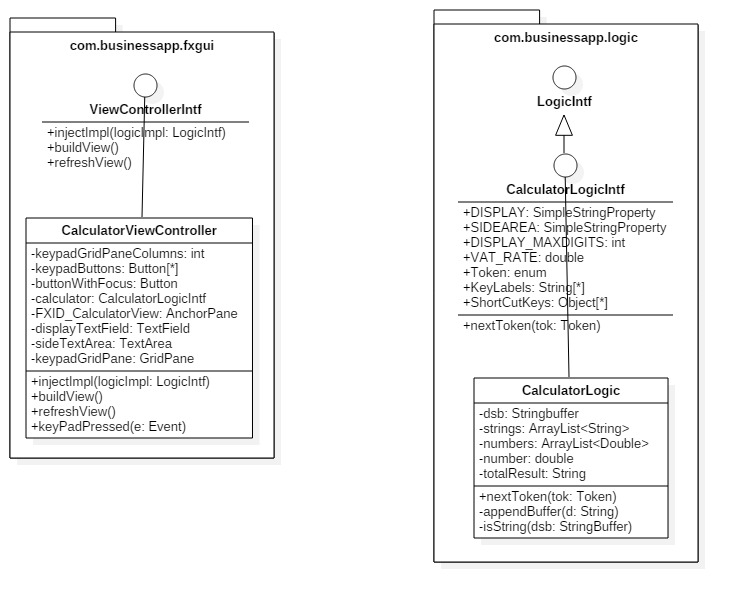 com.businessapp.fxgui
ViewControllerIntf
+injectImpl(logicImpl: LogicIntf)
+buildView()
+refreshView()
CalculatorViewController
-keypadGridPaneColumns: int
-keypadButtons: Button[*]
-buttonWithFocus: Button
-calculator: CalculatorLogicIntf
-FXID_CalculatorView: AnchorPane
-displayTextField: TextField
-sideTextArea: TextArea
-keypadGridPane: GridPane
+injectImpl(logicImpl: LogicIntf)
+buildView()
+refreshView()
+keyPadPressed(e: Event)
com.businessapp.logic
LogicIntf
CalculatorLogicIntf
+DISPLAY: SimpleStringProperty
+SIDEAREA: SimpleStringProperty
+DISPLAY_MAXDIGITS: int
+VAT_RATE: double
+Token: enum
+KeyLabels: String[*]
+ShortCutKeys: Object[*]
+nextToken(tok: Token)
CalculatorLogic
-dsb: Stringbuffer
-strings: ArrayList<String>
-numbers: ArrayList<Double>
-number: double
-totalResult: String
+nextToken(tok: Token)
-appendBuffer(d: String)
-isString(dsb: StringBuffer)